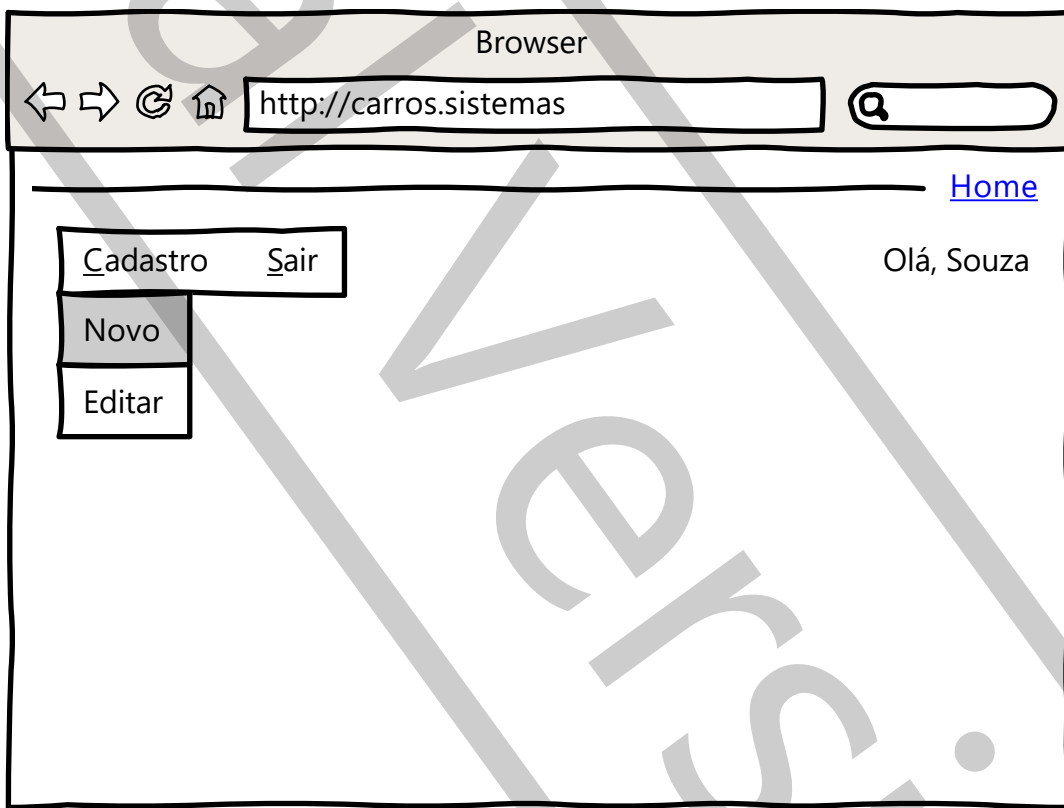 Browser
http://carros.sistemas
Home
Cadastro Sair
Olá, Souza
Novo
Editar